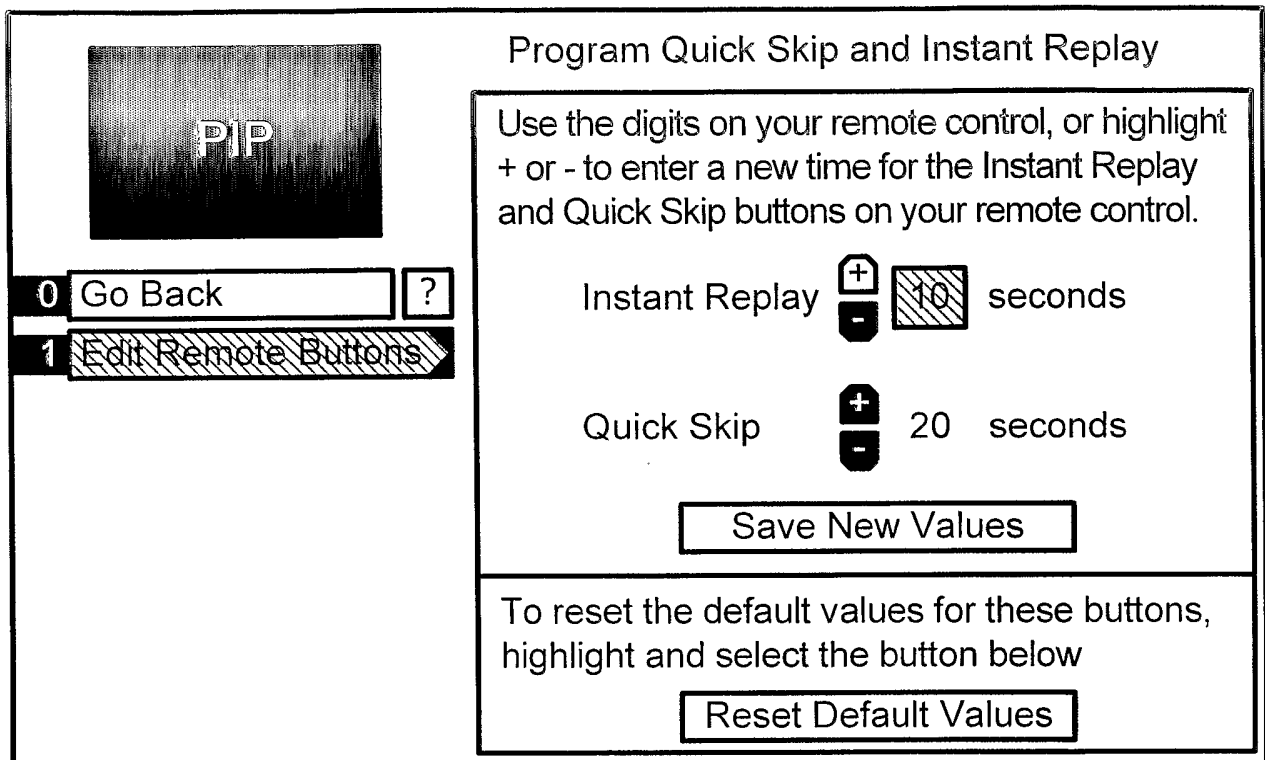 Program Quick Skip and Instant Replay
PIP
Use the digits on your remote control, or highlight
+ or - to enter a new time for the Instant Replay
and Quick Skip buttons on your remote control.
0 Go Back ?
1 Edit Remote Buttons
Instant Replay + - 10 seconds
Quick Skip + - 20 seconds
Save New Values
To reset the default values for these buttons,
highlight and select the button below
Reset Default Values